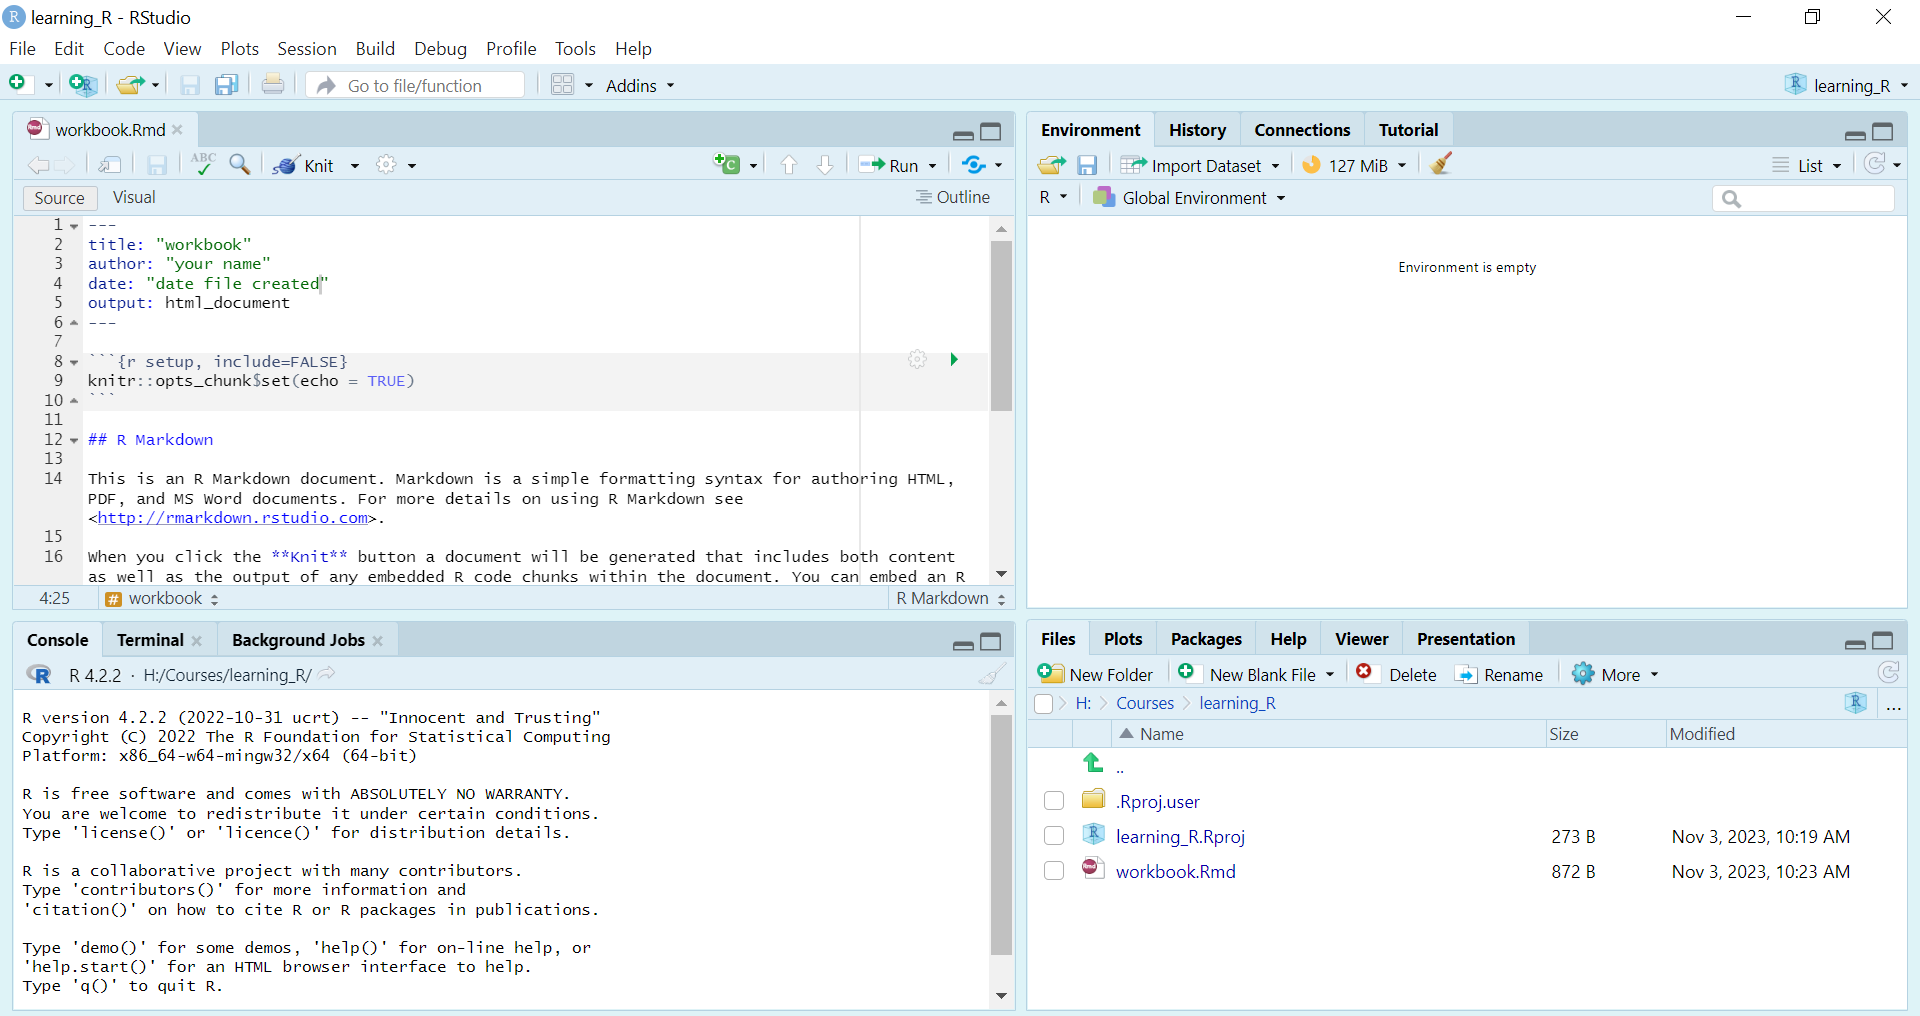 learning_R - RStudio
File Edit Code View Plots Session Build Debug Profile Tools Help
Go to file/function Addins learning_R
workbook.Rmd
ABC Knit Run
Source Visual Outline
1 ---
2 title: "workbook"
3 author: "your name"
4 date: "date file created"
5 output: html_document
6 ---
7
8 ```{r setup, include=FALSE}
9 knitr::opts_chunk$set(echo = TRUE)
10 ```
11
12 ## R Markdown
13
14 This is an R Markdown document. Markdown is a simple formatting syntax for authoring HTML,
PDF, and MS Word documents. For more details on using R Markdown see
<http://rmarkdown.rstudio.com>.
15
16 When you click the **Knit** button a document will be generated that includes both content
as well as the output of any embedded R code chunks within the document. You can embed an R
4:25 # workbook R Markdown
Console Terminal Background Jobs
R 4.2.2 · H:/Courses/learning_R/
R version 4.2.2 (2022-10-31 ucrt) -- "Innocent and Trusting"
Copyright (C) 2022 The R Foundation for Statistical Computing
Platform: x86_64-w64-mingw32/x64 (64-bit)
R is free software and comes with ABSOLUTELY NO WARRANTY.
You are welcome to redistribute it under certain conditions.
Type 'license()' or 'licence()' for distribution details.
R is a collaborative project with many contributors.
Type 'contributors()' for more information and
'citation()' on how to cite R or R packages in publications.
Type 'demo()' for some demos, 'help()' for on-line help, or
'help.start()' for an HTML browser interface to help.
Type 'q()' to quit R.
Environment History Connections Tutorial
Import Dataset 127 MiB List
R Global Environment
Environment is empty
Files Plots Packages Help Viewer Presentation
New Folder New Blank File Delete Rename More
H: Courses learning_R ...
Name Size Modified
..
.Rproj.user
learning_R.Rproj 273 B Nov 3, 2023, 10:19 AM
workbook.Rmd 872 B Nov 3, 2023, 10:23 AM